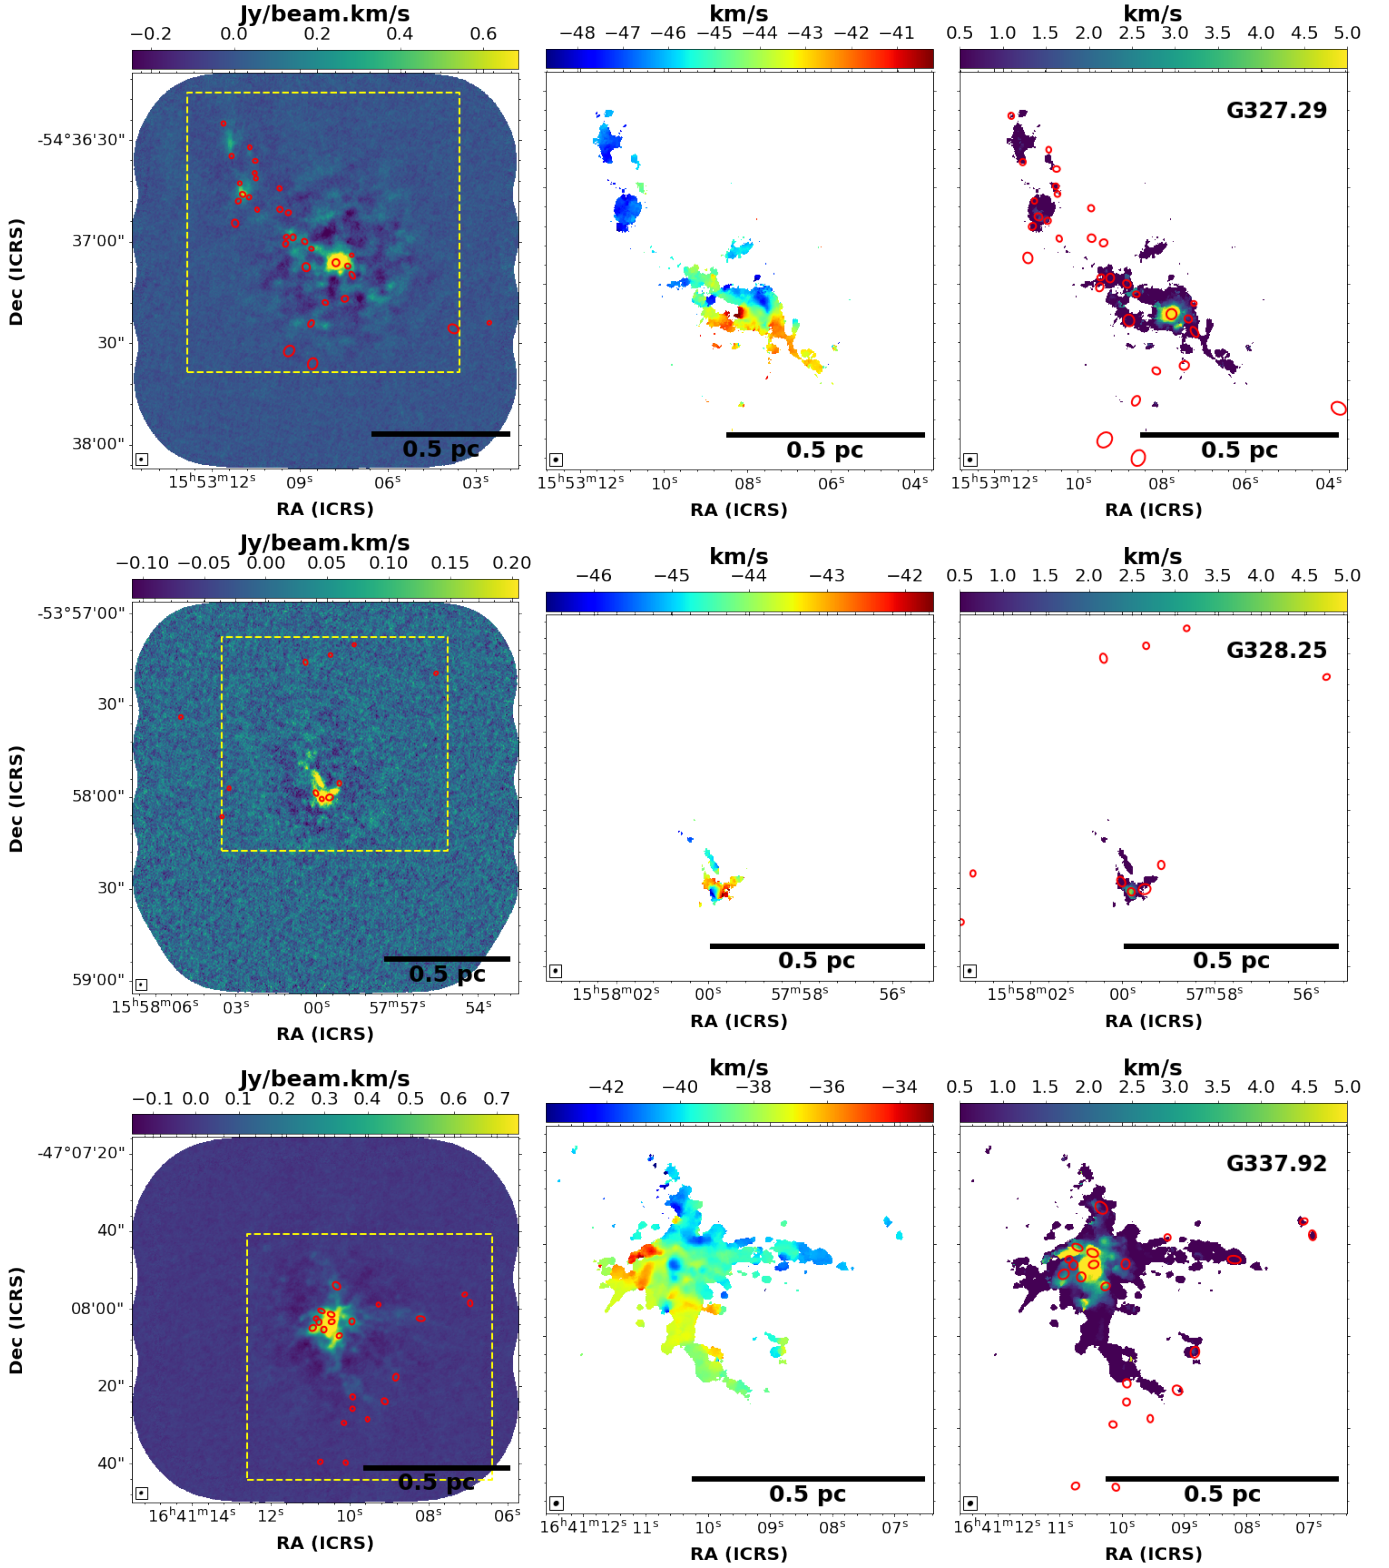 Jy/beam.km/s km/s km/s
−0.2 0.0 0.2 0.4 0.6 −48 −47 −46 −45 −44 −43 −42 −41 0.5 1.0 1.5 2.0 2.5 3.0 3.5 4.0 4.5 5.0
G327.29
-54°36'30"
37'00"
30"
38'00"
Dec (ICRS)
0.5 pc 0.5 pc 0.5 pc
15ʰ53ᵐ12ˢ 09ˢ 06ˢ 03ˢ 15ʰ53ᵐ12ˢ 10ˢ 08ˢ 06ˢ 04ˢ 15ʰ53ᵐ12ˢ 10ˢ 08ˢ 06ˢ 04ˢ
RA (ICRS) RA (ICRS) RA (ICRS)
Jy/beam.km/s km/s km/s
−0.10 −0.05 0.00 0.05 0.10 0.15 0.20 −46 −45 −44 −43 −42 0.5 1.0 1.5 2.0 2.5 3.0 3.5 4.0 4.5 5.0
G328.25
-53°57'00"
30"
58'00"
30"
59'00"
Dec (ICRS)
0.5 pc 0.5 pc 0.5 pc
15ʰ58ᵐ06ˢ 03ˢ 00ˢ 57ᵐ57ˢ 54ˢ 15ʰ58ᵐ02ˢ 00ˢ 57ᵐ58ˢ 56ˢ 15ʰ58ᵐ02ˢ 00ˢ 57ᵐ58ˢ 56ˢ
RA (ICRS) RA (ICRS) RA (ICRS)
Jy/beam.km/s km/s km/s
−0.1 0.0 0.1 0.2 0.3 0.4 0.5 0.6 0.7 −42 −40 −38 −36 −34 0.5 1.0 1.5 2.0 2.5 3.0 3.5 4.0 4.5 5.0
G337.92
-47°07'20"
40"
08'00"
20"
40"
Dec (ICRS)
0.5 pc 0.5 pc 0.5 pc
16ʰ41ᵐ14ˢ 12ˢ 10ˢ 08ˢ 06ˢ 16ʰ41ᵐ12ˢ 11ˢ 10ˢ 09ˢ 08ˢ 07ˢ 16ʰ41ᵐ12ˢ 11ˢ 10ˢ 09ˢ 08ˢ 07ˢ
RA (ICRS) RA (ICRS) RA (ICRS)